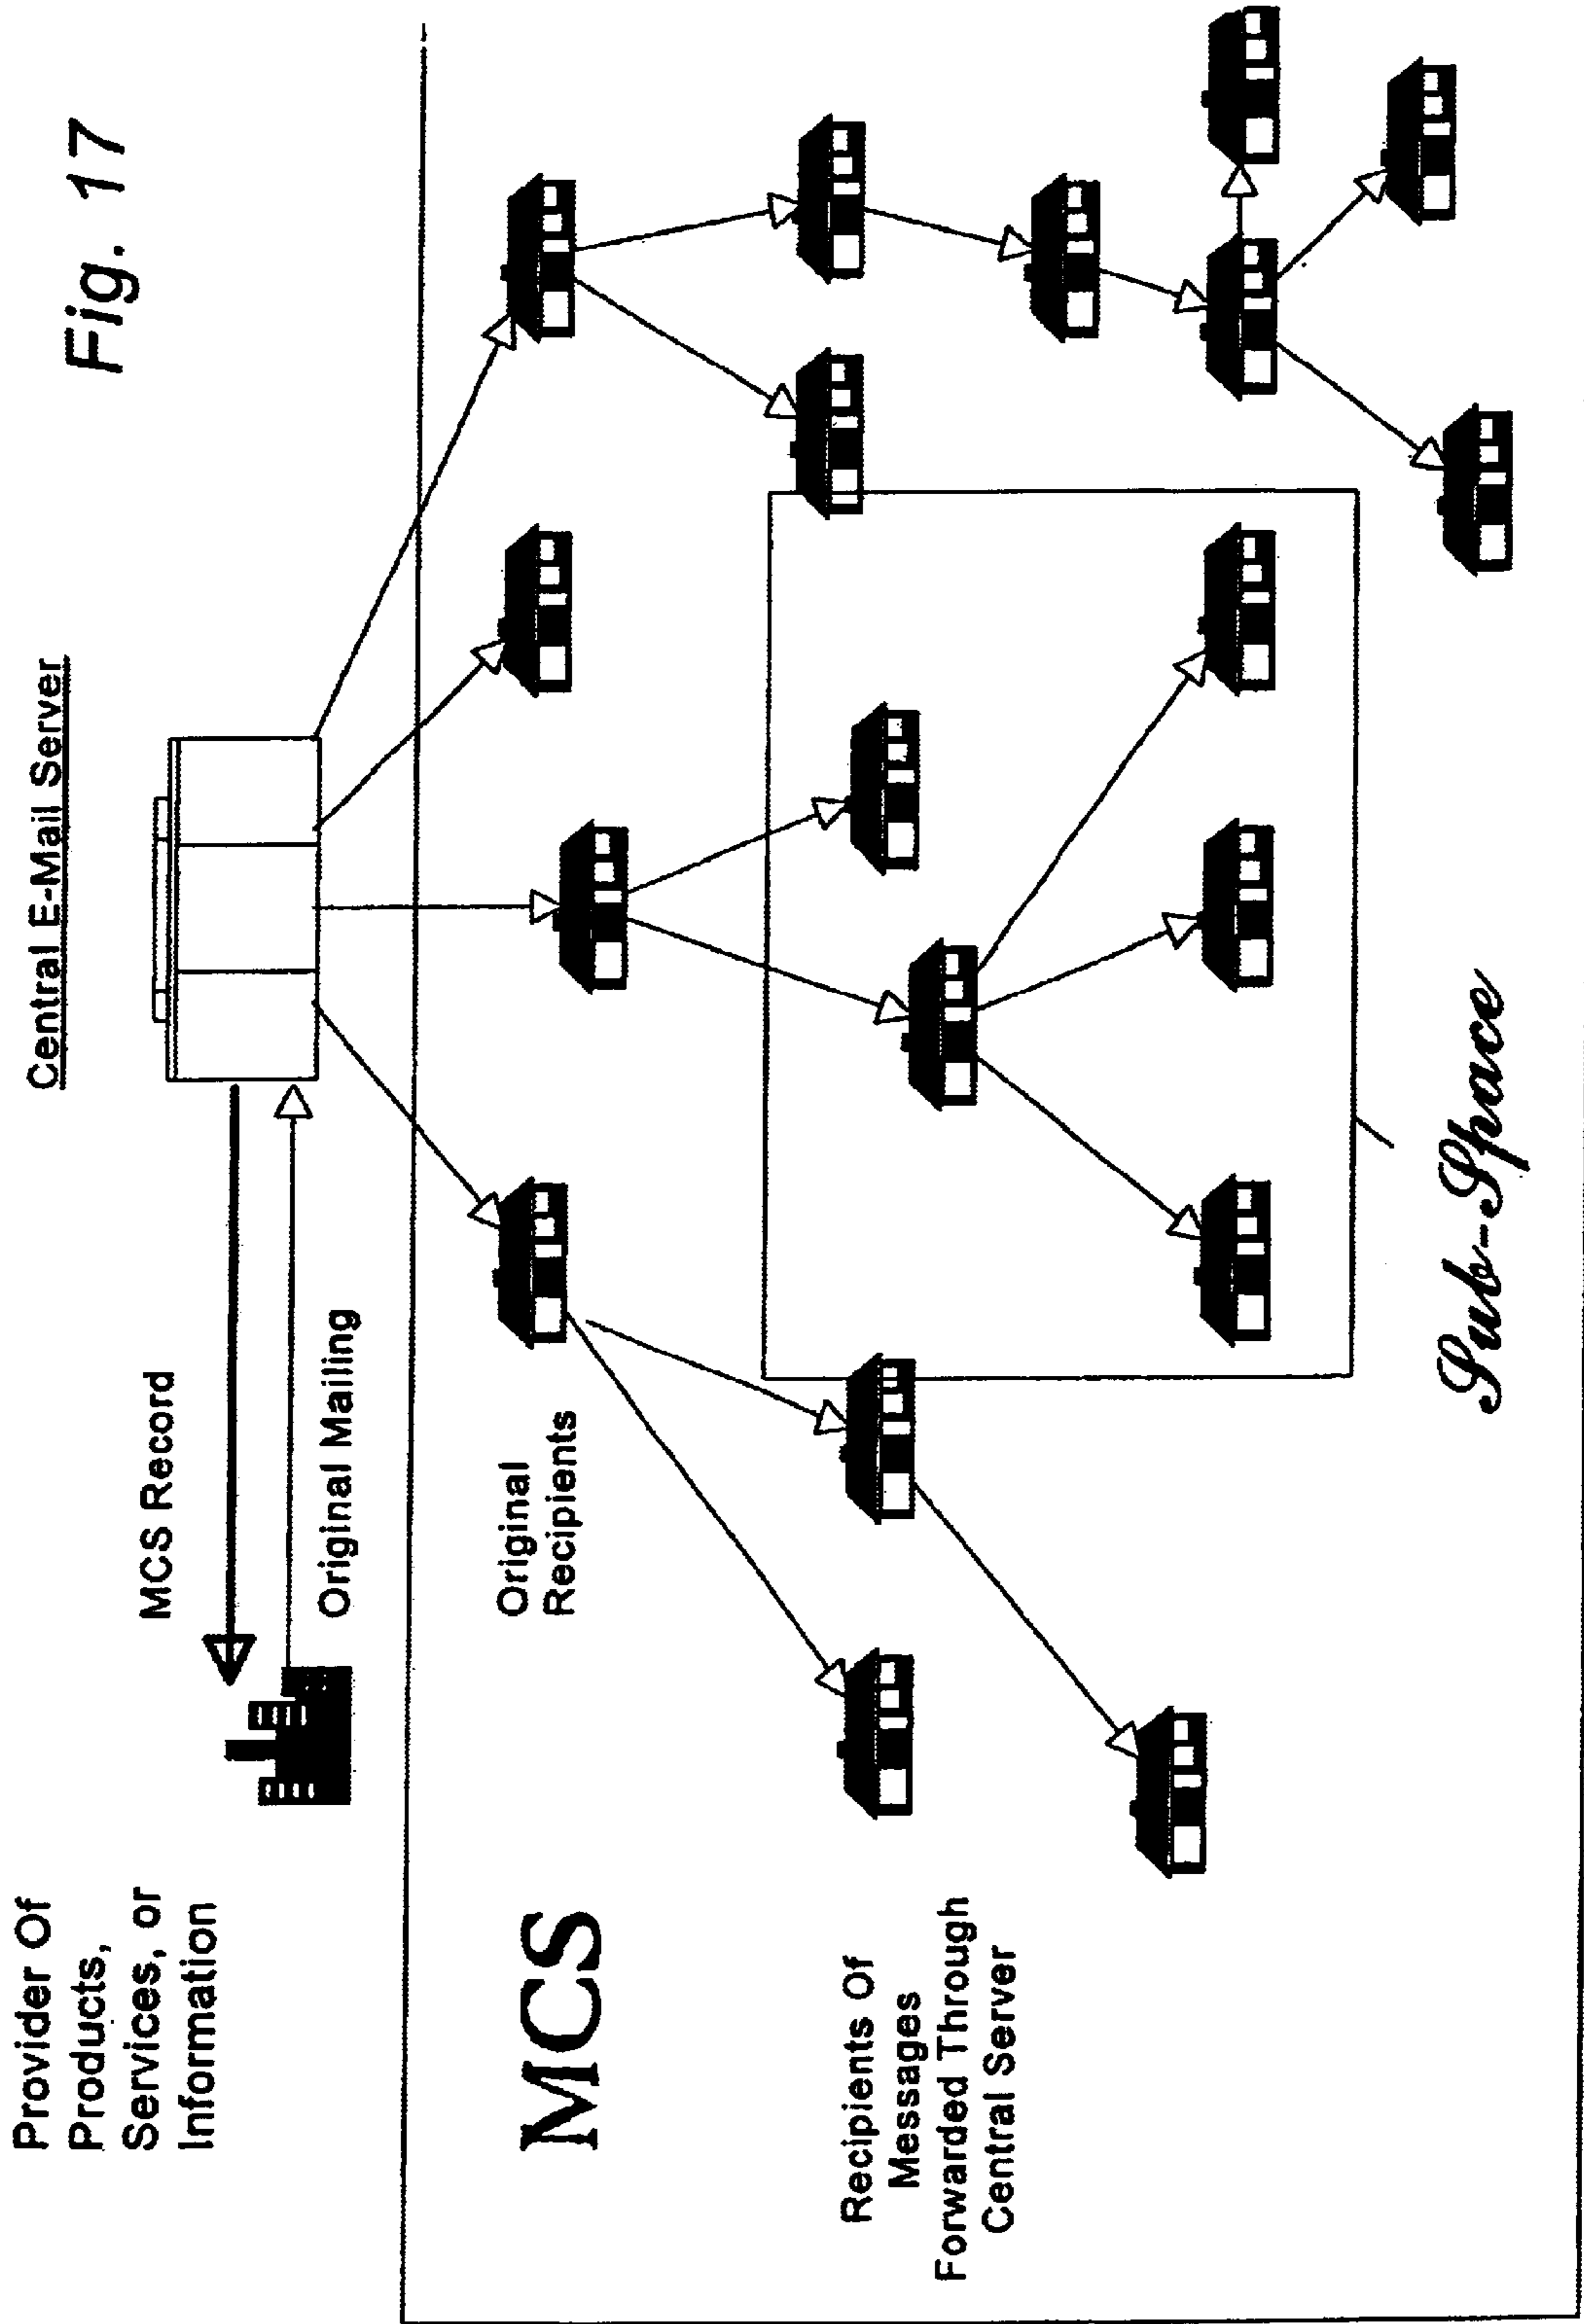 Fig. 17
Central E-Mail Server
Provider Of
Products,
Services, or
Information
MCS Record
Original Mailing
Original
Recipients
MCS
Recipients Of
Messages
Forwarded Through
Central Server
Sub-Space